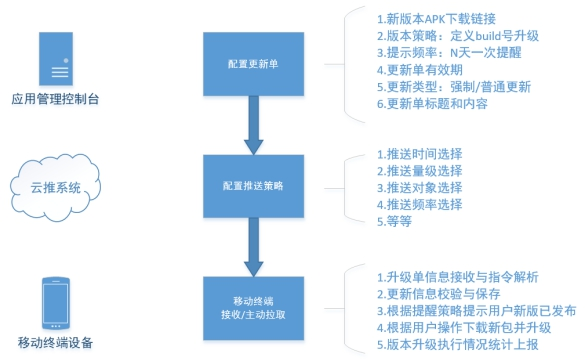 应用管理控制台
配置更新单
1.新版本APK下载链接
2.版本策略：定义build号升级
3.提示频率：N天一次提醒
4.更新单有效期
5.更新类型：强制/普通更新
6.更新单标题和内容
云推系统
配置推送策略
1.推送时间选择
2.推送量级选择
3.推送对象选择
4.推送频率选择
5.等等
移动终端设备
移动终端
接收/主动拉取
1.升级单信息接收与指令解析
2.更新信息校验与保存
3.根据提醒策略提示用户新版已发布
4.根据用户操作下载新包并升级
5.版本升级执行情况统计上报